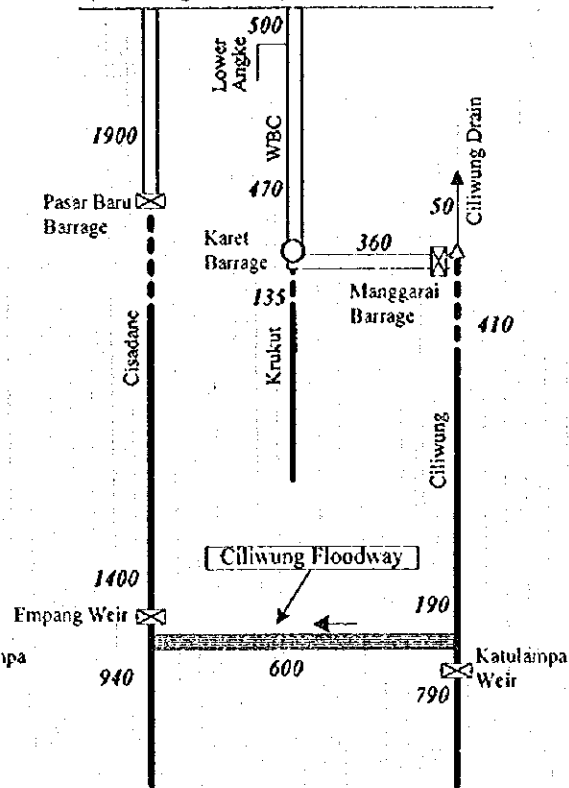 500
Lower
Angke
1900
WBC
470
Ciliwung Drain
50
Pasar Baru
Barrage
Karet
Barrage
360
135
Manggarai
Barrage
410
Cisadane
Krukut
Ciliwung
Ciliwung Floodway
1400
190
Empang Weir
600
940
Katulampa
Weir
790